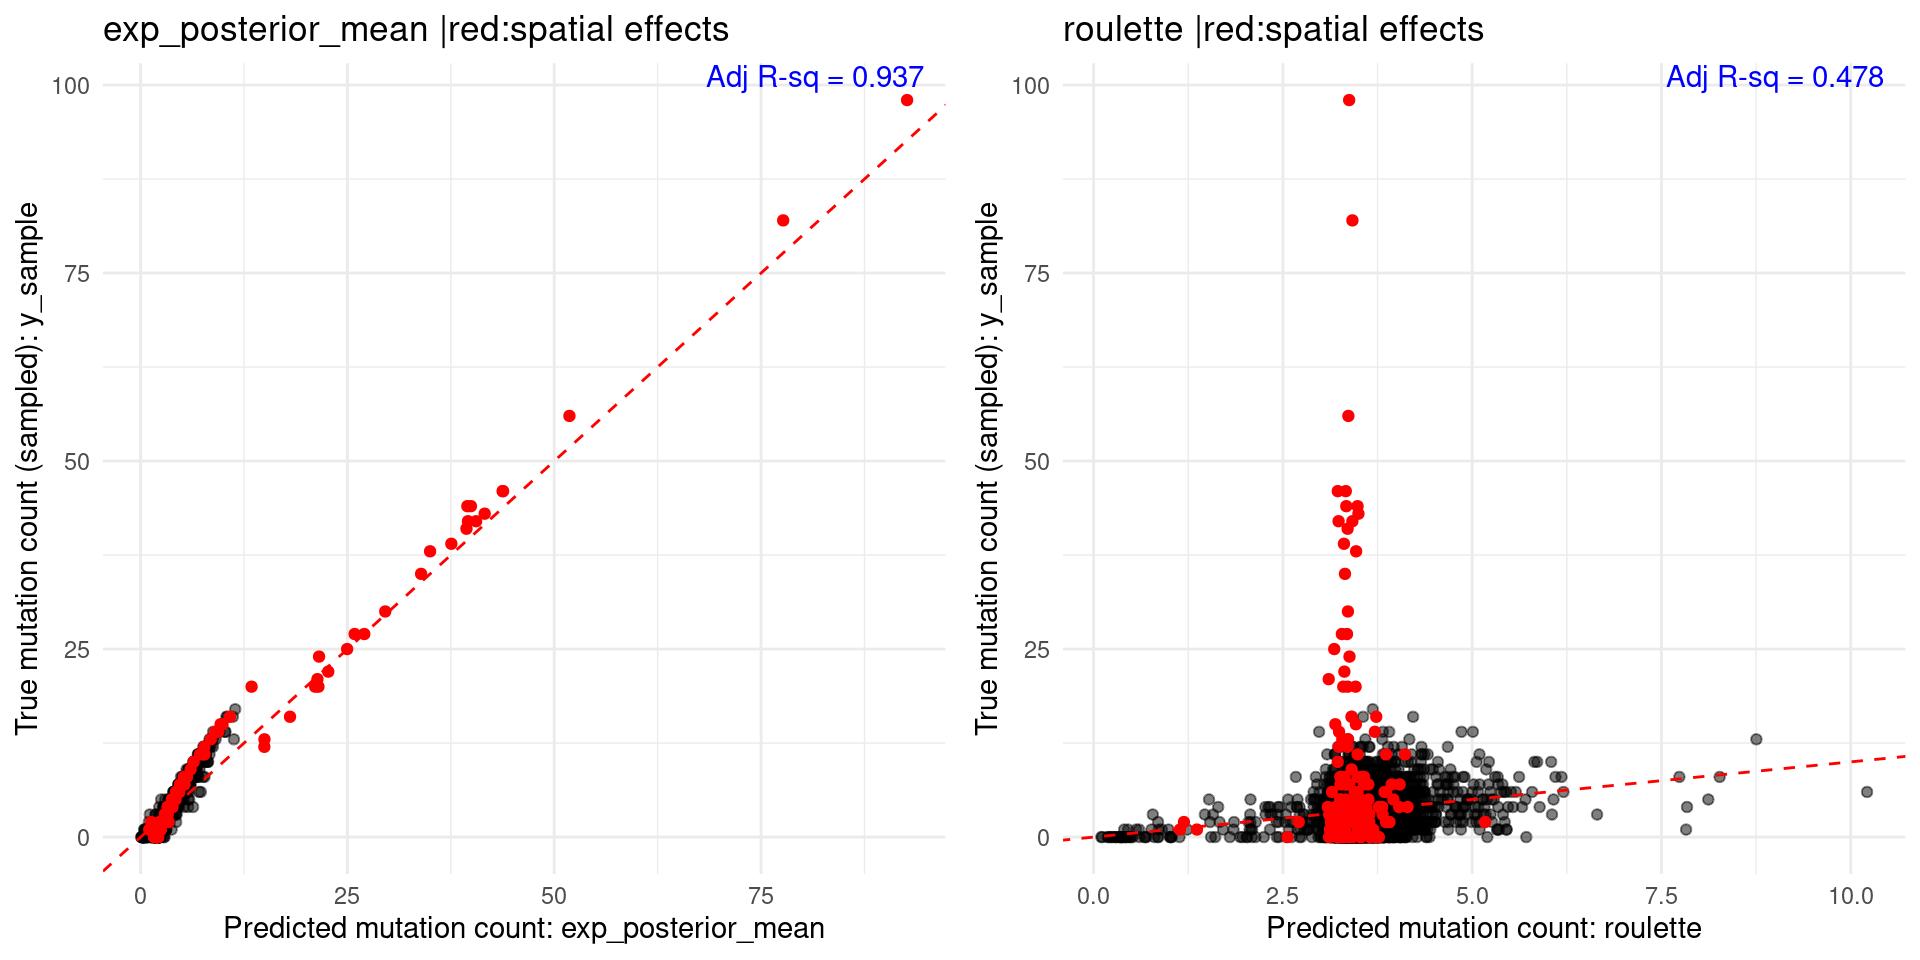 exp_posterior_mean |red:spatial effects
Adj R-sq = 0.937
100
75
50
25
0
True mutation count (sampled): y_sample
0
25
50
75
Predicted mutation count: exp_posterior_mean
roulette |red:spatial effects
Adj R-sq = 0.478
100
75
50
25
0
True mutation count (sampled): y_sample
0.0
2.5
5.0
7.5
10.0
Predicted mutation count: roulette